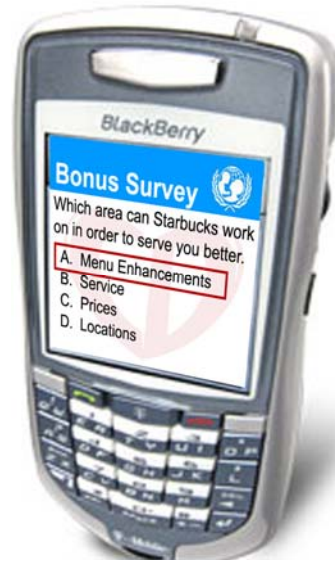 BlackBerry
Bonus Survey
Which area can Starbucks work
on in order to serve you better.
A. Menu Enhancements
B. Service
C. Prices
D. Locations